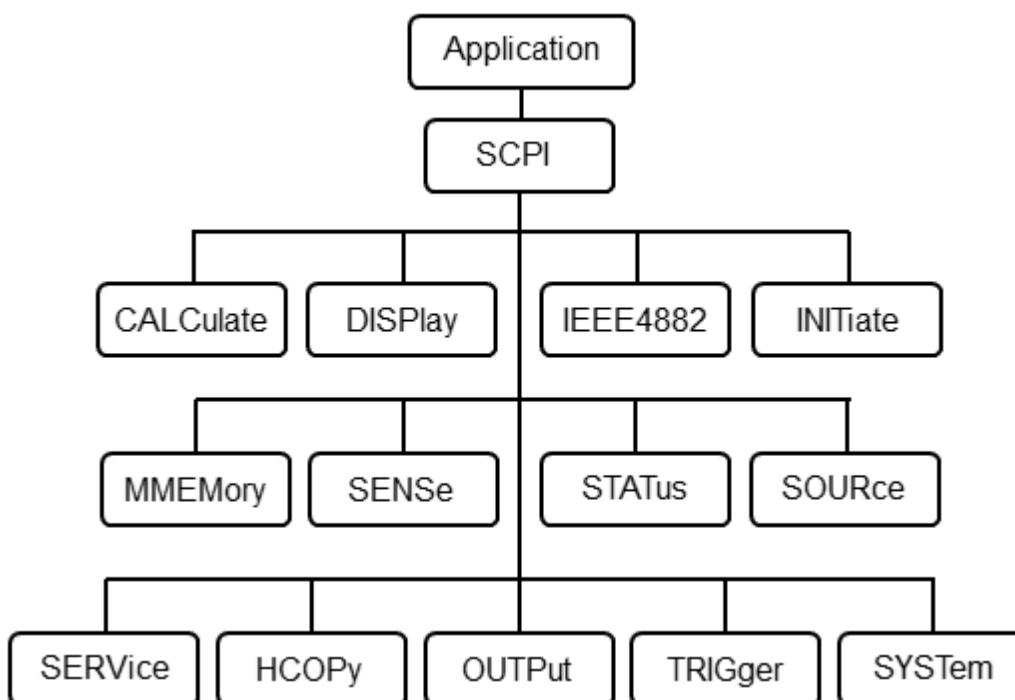 Application
SCPI
CALCulate
DISPlay
IEEE4882
INITiate
MMEMory
SENSe
STATus
SOURce
SERVice
HCOPy
OUTPut
TRIGger
SYSTem